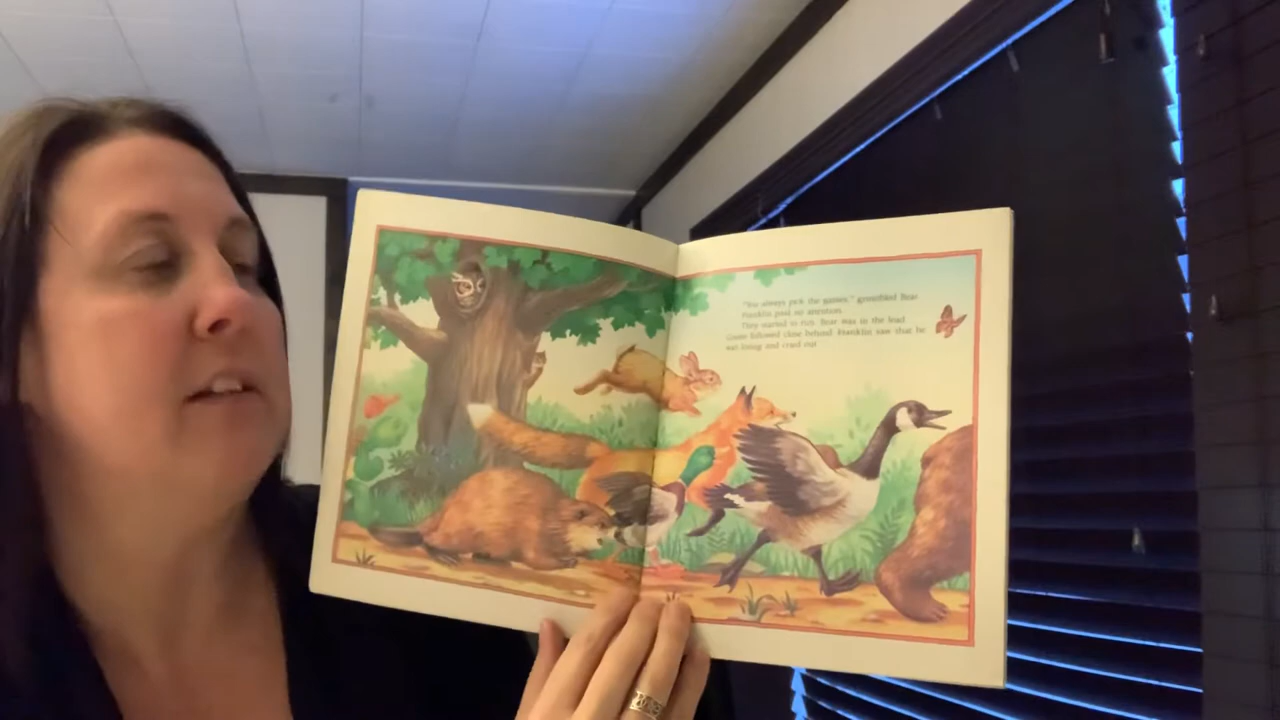 "You always pick the games," grumbled Bear.
Franklin paid no attention.
They started to run. Bear was in the lead.
Goose followed close behind. Franklin saw that he
was losing and cried out